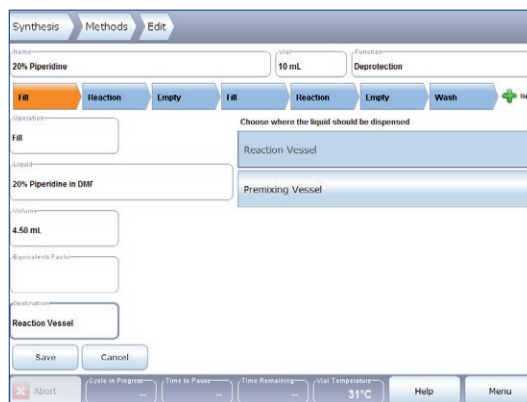 Synthesis Methods Edit
Name Vial Function
20% Piperidine 10 mL Deprotection
Fill Reaction Empty Fill Reaction Empty Wash
Operation
Choose where the liquid should be dispensed
Fill
Reaction Vessel
Liquid
20% Piperidine in DMF
Premixing Vessel
Volume
4.50 mL
Equivalents Factor
Destination
Reaction Vessel
Save Cancel
Abort Cycle in Progress -- Time to Pause -- Time Remaining -- Vial Temperature 31°C Help Menu